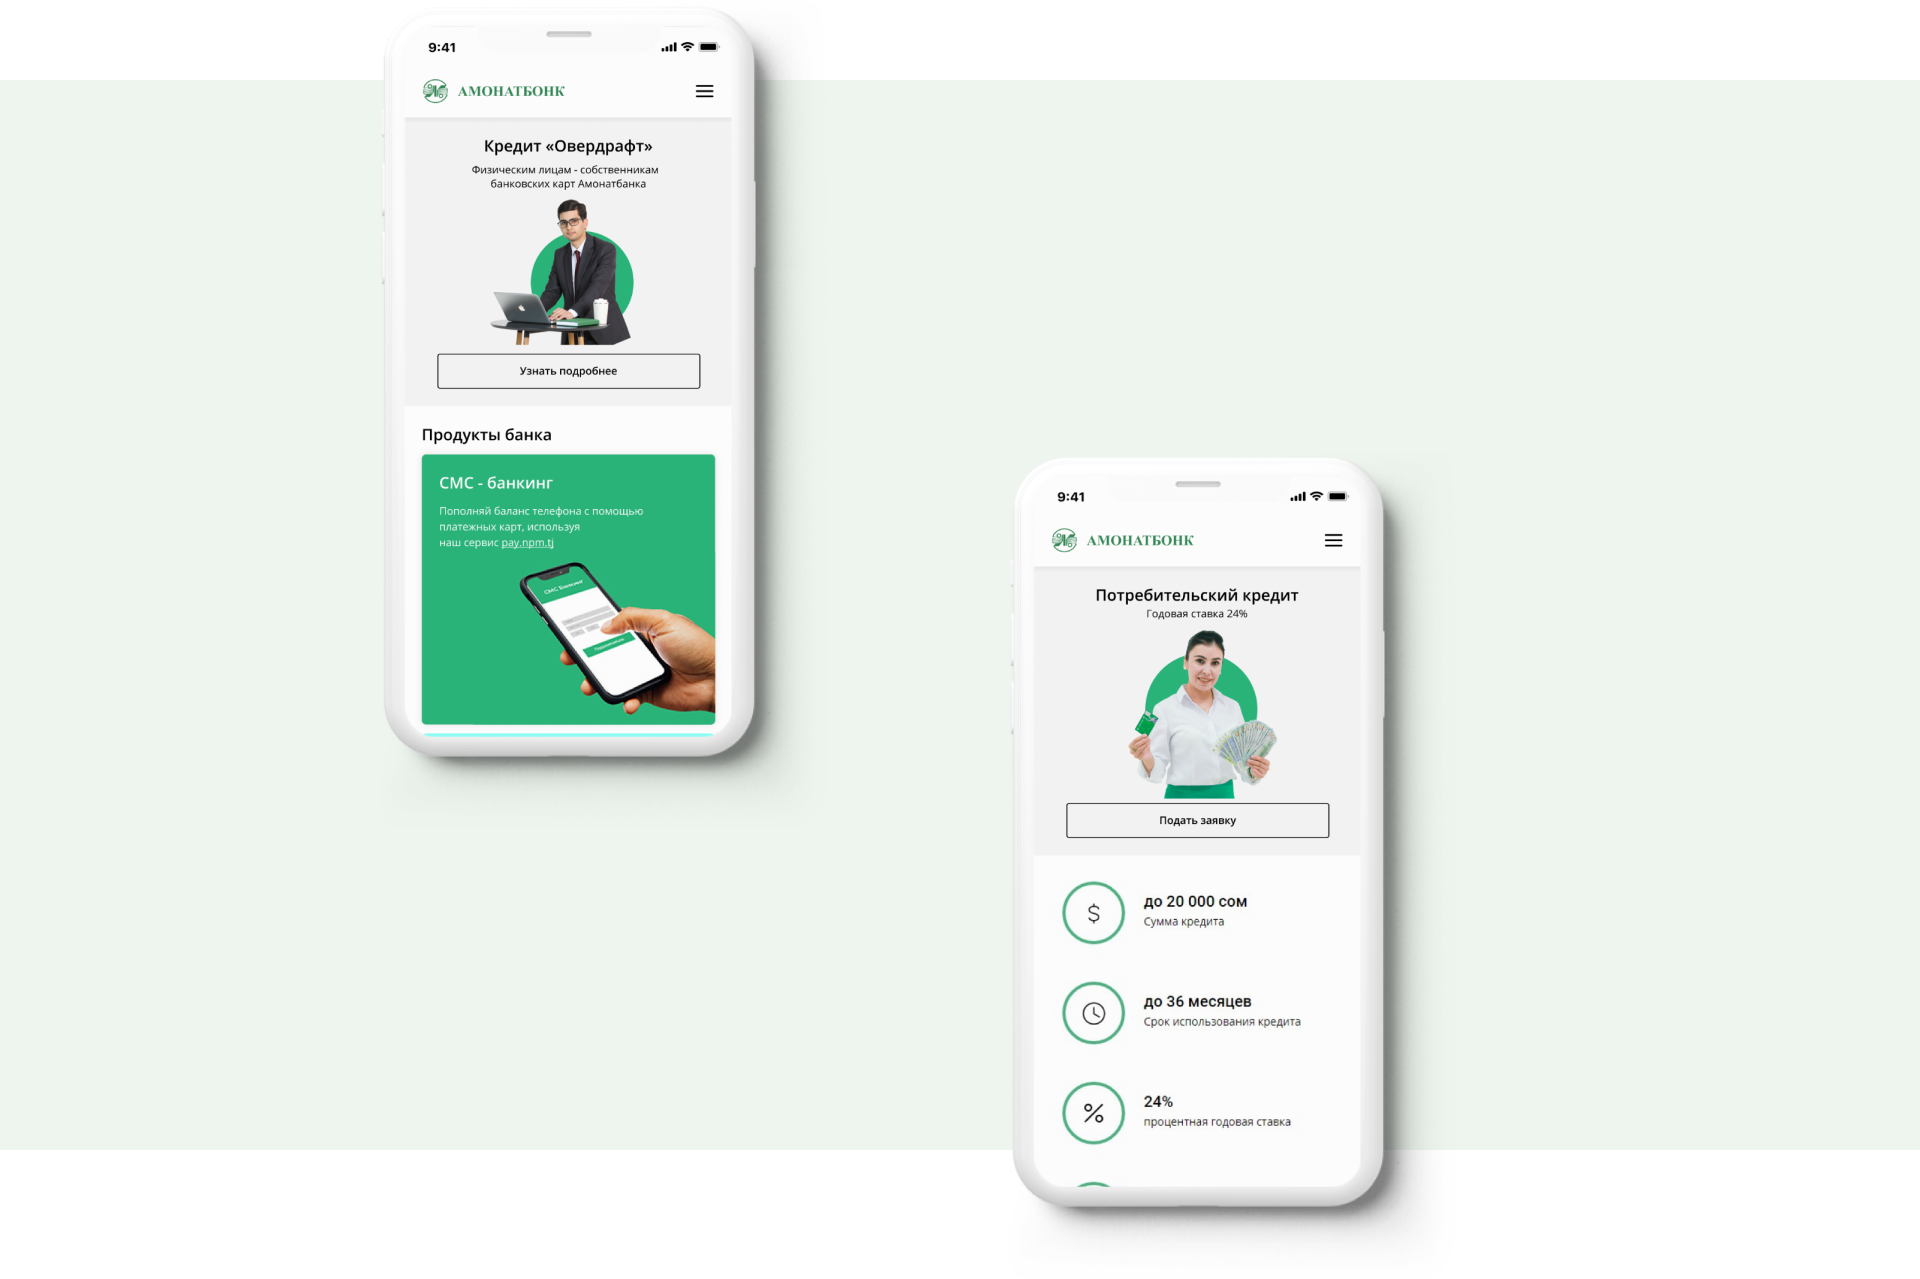 9:41
АМОНАТБОНК
Кредит «Овердрафт»
Физическим лицам - собственникам
банковских карт Амонатбанка
Узнать подробнее
Продукты банка
СМС - банкинг
Пополняй баланс телефона с помощью
платежных карт, используя
наш сервис pay.npm.tj
СМС Банкинг
9:41
АМОНАТБОНК
Потребительский кредит
Годовая ставка 24%
Подать заявку
$
до 20 000 сом
Сумма кредита
до 36 месяцев
Срок использования кредита
%
24%
процентная годовая ставка